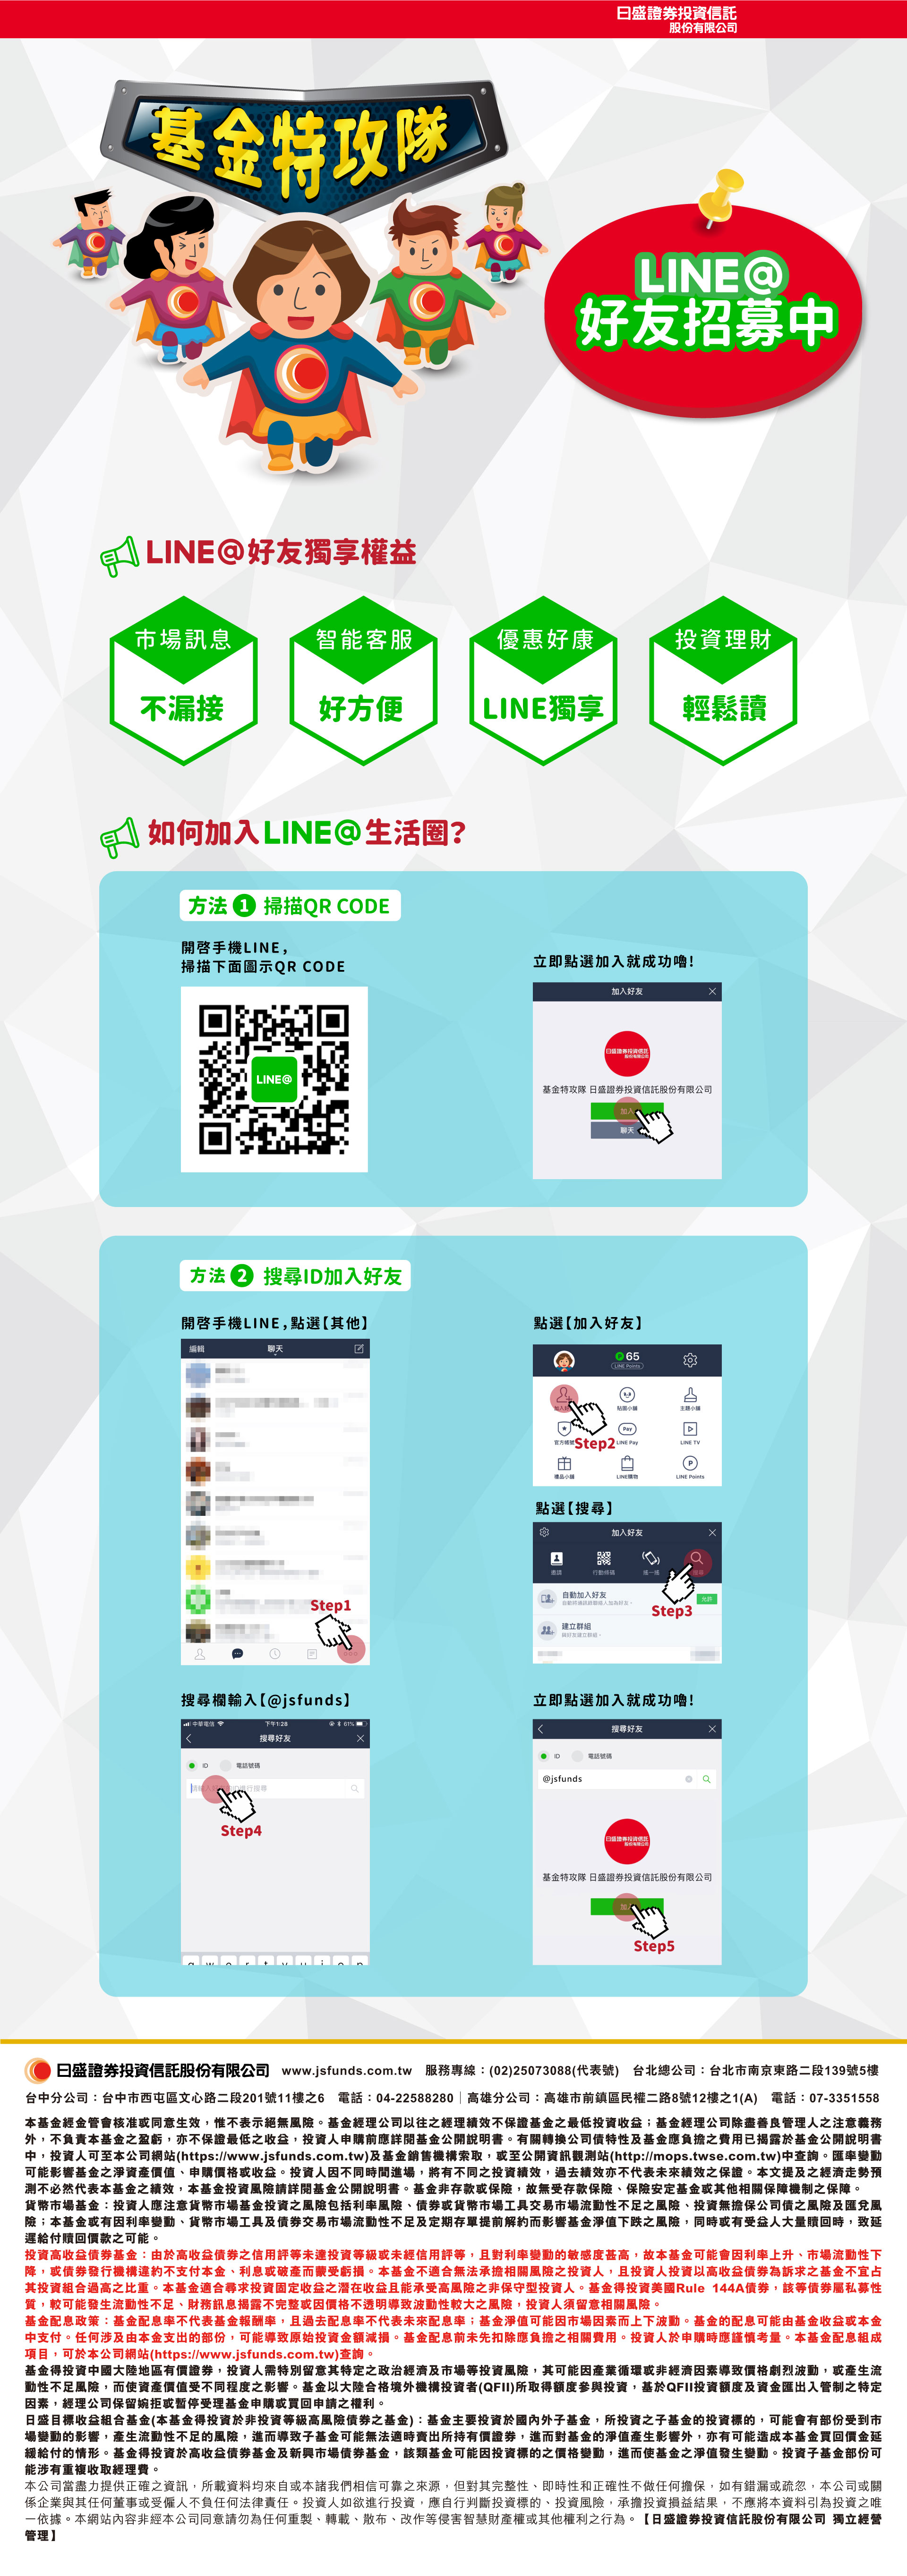 日盛證券投資信託
股份有限公司
基金特攻隊
LINE@
好友招募中
LINE@好友獨享權益
市場訊息
不漏接
智能客服
好方便
優惠好康
LINE獨享
投資理財
輕鬆讀
如何加入LINE@生活圈?
方法1 掃描QR CODE
開啓手機LINE,
掃描下面圖示QR CODE
LINE@
立即點選加入就成功嚕!
加入好友
日盛證券投資信託
股份有限公司
基金特攻隊 日盛證券投資信託股份有限公司
加入
聊天
方法2 搜尋ID加入好友
開啓手機LINE,點選【其他】
編輯 聊天
Step1
點選【加入好友】
65
LINE Points
貼圖小舖 主題小舖
官方帳號 LINE Pay LINE TV
禮品小舖 LINE購物 LINE Points
Step2
點選【搜尋】
加入好友
邀請 行動條碼 搖一搖
自動加入好友
允許
建立群組
Step3
搜尋欄輸入【@jsfunds】
中華電信 下午1:28 61%
搜尋好友
ID 電話號碼
Step4
q w e r t y u i o p
立即點選加入就成功嚕!
搜尋好友
ID 電話號碼
@jsfunds
日盛證券投資信託
股份有限公司
基金特攻隊 日盛證券投資信託股份有限公司
Step5
日盛證券投資信託股份有限公司 www.jsfunds.com.tw 服務專線：(02)25073088(代表號) 台北總公司：台北市南京東路二段139號5樓
台中分公司：台中市西屯區文心路二段201號11樓之6 電話：04-22588280｜高雄分公司：高雄市前鎮區民權二路8號12樓之1(A) 電話：07-3351558
本基金經金管會核准或同意生效，惟不表示絕無風險。基金經理公司以往之經理績效不保證基金之最低投資收益；基金經理公司除盡善良管理人之注意義務
外，不負責本基金之盈虧，亦不保證最低之收益，投資人申購前應詳閱基金公開說明書。有關轉換公司債特性及基金應負擔之費用已揭露於基金公開說明書
中，投資人可至本公司網站(https://www.jsfunds.com.tw)及基金銷售機構索取，或至公開資訊觀測站(http://mops.twse.com.tw)中查詢。匯率變動
可能影響基金之淨資產價值、申購價格或收益。投資人因不同時間進場，將有不同之投資績效，過去績效亦不代表未來績效之保證。本文提及之經濟走勢預
測不必然代表本基金之績效，本基金投資風險請詳閱基金公開說明書。基金非存款或保險，故無受存款保險、保險安定基金或其他相關保障機制之保障。
貨幣市場基金：投資人應注意貨幣市場基金投資之風險包括利率風險、債券或貨幣市場工具交易市場流動性不足之風險、投資無擔保公司債之風險及匯兌風
險；本基金或有因利率變動、貨幣市場工具及債券交易市場流動性不足及定期存單提前解約而影響基金淨值下跌之風險，同時或有受益人大量贖回時，致延
遲給付贖回價款之可能。
投資高收益債券基金：由於高收益債券之信用評等未達投資等級或未經信用評等，且對利率變動的敏感度甚高，故本基金可能會因利率上升、市場流動性下
降，或債券發行機構違約不支付本金、利息或破產而蒙受虧損。本基金不適合無法承擔相關風險之投資人，且投資人投資以高收益債券為訴求之基金不宜占
其投資組合過高之比重。本基金適合尋求投資固定收益之潛在收益且能承受高風險之非保守型投資人。基金得投資美國Rule 144A債券，該等債券屬私募性
質，較可能發生流動性不足、財務訊息揭露不完整或因價格不透明導致波動性較大之風險，投資人須留意相關風險。
基金配息政策：基金配息率不代表基金報酬率，且過去配息率不代表未來配息率；基金淨值可能因市場因素而上下波動。基金的配息可能由基金收益或本金
中支付。任何涉及由本金支出的部份，可能導致原始投資金額減損。基金配息前未先扣除應負擔之相關費用。投資人於申購時應謹慎考量。本基金配息組成
項目，可於本公司網站(https://www.jsfunds.com.tw)查詢。
基金得投資中國大陸地區有價證券，投資人需特別留意其特定之政治經濟及市場等投資風險，其可能因產業循環或非經濟因素導致價格劇烈波動，或產生流
動性不足風險，而使資產價值受不同程度之影響。基金以大陸合格境外機構投資者(QFII)所取得額度參與投資，基於QFII投資額度及資金匯出入管制之特定
因素，經理公司保留婉拒或暫停受理基金申購或買回申請之權利。
日盛目標收益組合基金(本基金得投資於非投資等級高風險債券之基金)：基金主要投資於國內外子基金，所投資之子基金的投資標的，可能會有部份受到市
場變動的影響，產生流動性不足的風險，進而導致子基金可能無法適時賣出所持有價證券，進而對基金的淨值產生影響外，亦有可能造成本基金買回價金延
緩給付的情形。基金得投資於高收益債券基金及新興市場債券基金，該類基金可能因投資標的之價格變動，進而使基金之淨值發生變動。投資子基金部份可
能涉有重複收取經理費。
本公司當盡力提供正確之資訊，所載資料均來自或本諸我們相信可靠之來源，但對其完整性、即時性和正確性不做任何擔保，如有錯漏或疏忽，本公司或關
係企業與其任何董事或受僱人不負任何法律責任。投資人如欲進行投資，應自行判斷投資標的、投資風險，承擔投資損益結果，不應將本資料引為投資之唯
一依據。本網站內容非經本公司同意請勿為任何重製、轉載、散布、改作等侵害智慧財產權或其他權利之行為。【日盛證券投資信託股份有限公司 獨立經營
管理】